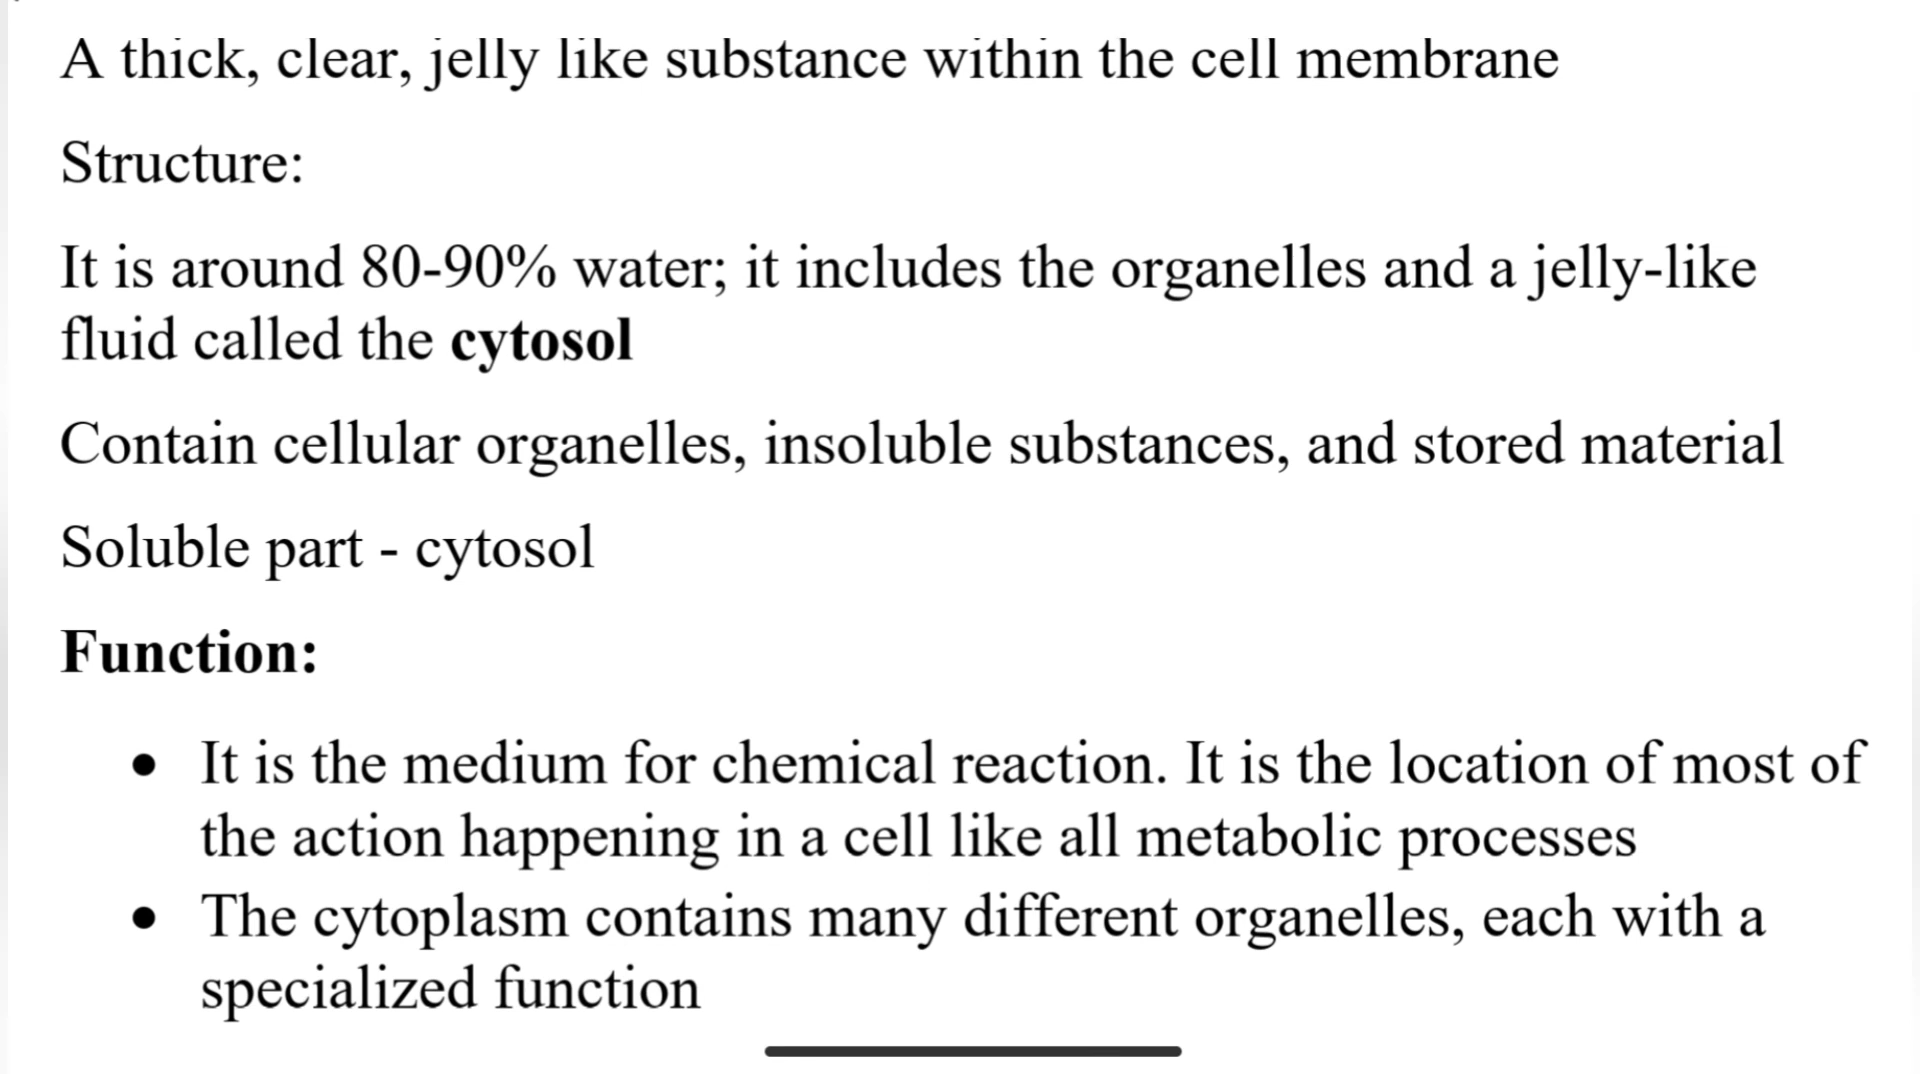 A thick, clear, jelly like substance within the cell membrane
Structure:
It is around 80-90% water; it includes the organelles and a jelly-like
fluid called the cytosol
Contain cellular organelles, insoluble substances, and stored material
Soluble part - cytosol
Function:
• It is the medium for chemical reaction. It is the location of most of
the action happening in a cell like all metabolic processes
• The cytoplasm contains many different organelles, each with a
specialized function